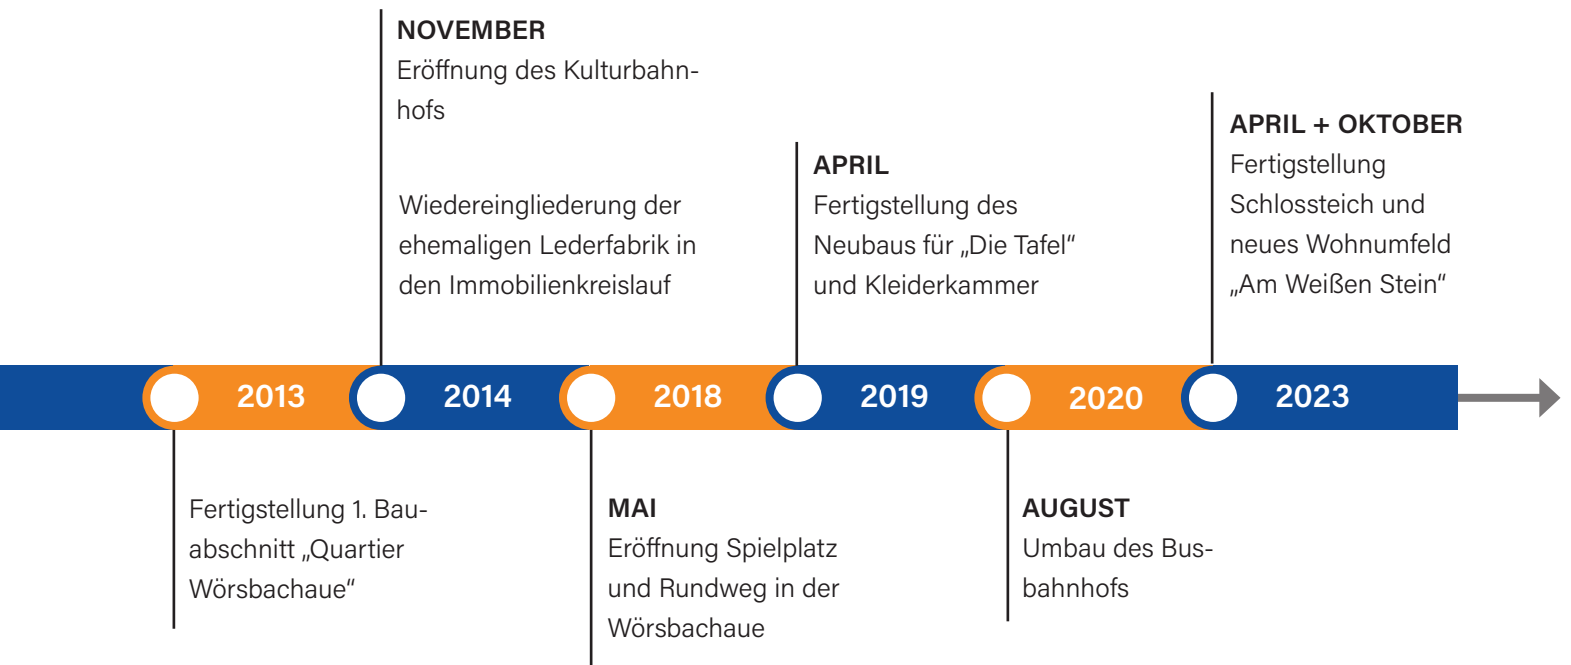 NOVEMBER
Eröffnung des Kulturbahn-
hofs
Wiedereingliederung der
ehemaligen Lederfabrik in
den Immobilienkreislauf
APRIL
Fertigstellung des
Neubaus für „Die Tafel“
und Kleiderkammer
APRIL + OKTOBER
Fertigstellung
Schlossteich und
neues Wohnumfeld
„Am Weißen Stein“
2013
2014
2018
2019
2020
2023
Fertigstellung 1. Bau-
abschnitt „Quartier
Wörsbachaue“
MAI
Eröffnung Spielplatz
und Rundweg in der
Wörsbachaue
AUGUST
Umbau des Bus-
bahnhofs